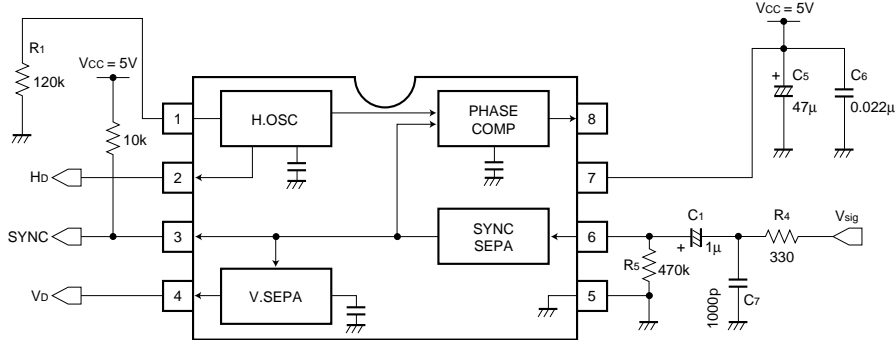 VCC = 5V
R1
120k
VCC = 5V
10k
1
H.OSC
PHASE
COMP
8
C5
+
47μ
C6
0.022μ
HD
2
7
SYNC
3
SYNC
SEPA
6
C1
+
1μ
R4
330
Vsig
R5
470k
1000p
C7
VD
4
V.SEPA
5